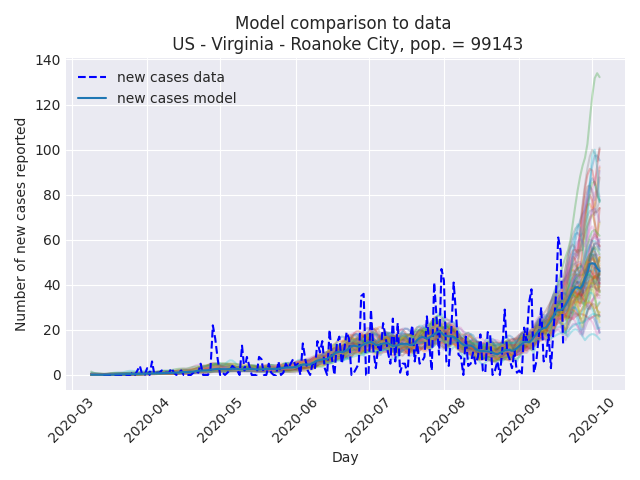 Model comparison to data
US - Virginia - Roanoke City, pop. = 99143
new cases data
new cases model
Number of new cases reported
140
120
100
80
60
40
20
0
2020-03
2020-04
2020-05
2020-06
2020-07
2020-08
2020-09
2020-10
Day